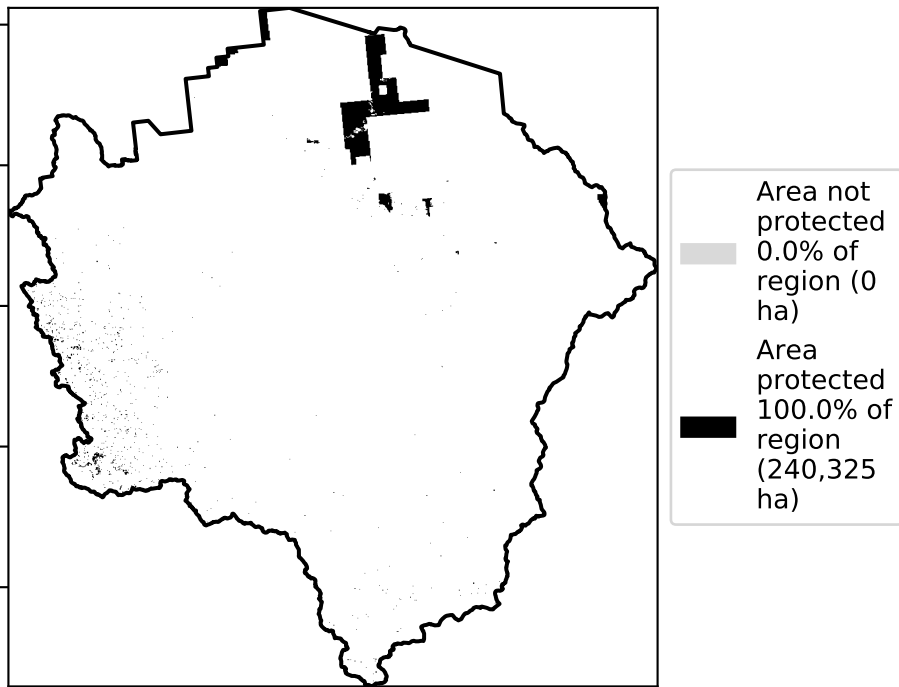 Area not
protected
0.0% of
region (0
ha)
Area
protected
100.0% of
region
(240,325
ha)